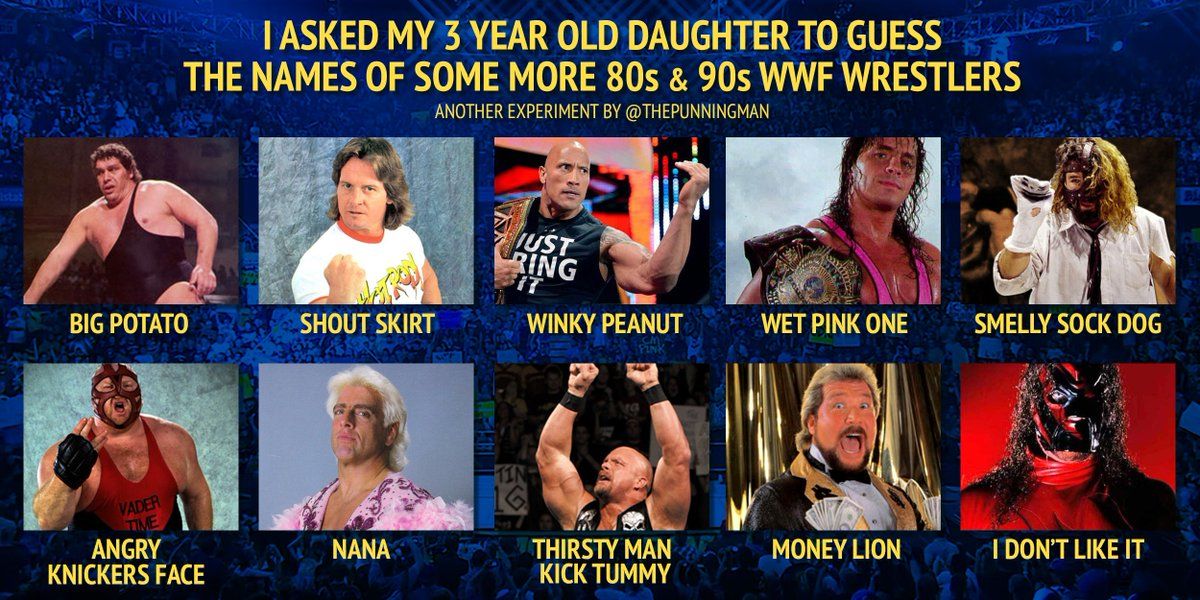 I ASKED MY 3 YEAR OLD DAUGHTER TO GUESS
THE NAMES OF SOME MORE 80s & 90s WWF WRESTLERS
ANOTHER EXPERIMENT BY @THEPUNNINGMAN
JUST
BRING
IT
BIG POTATO
SHOUT SKIRT
WINKY PEANUT
WET PINK ONE
SMELLY SOCK DOG
VADER
TIME
ANGRY
KNICKERS FACE
NANA
THIRSTY MAN
KICK TUMMY
MONEY LION
I DON'T LIKE IT